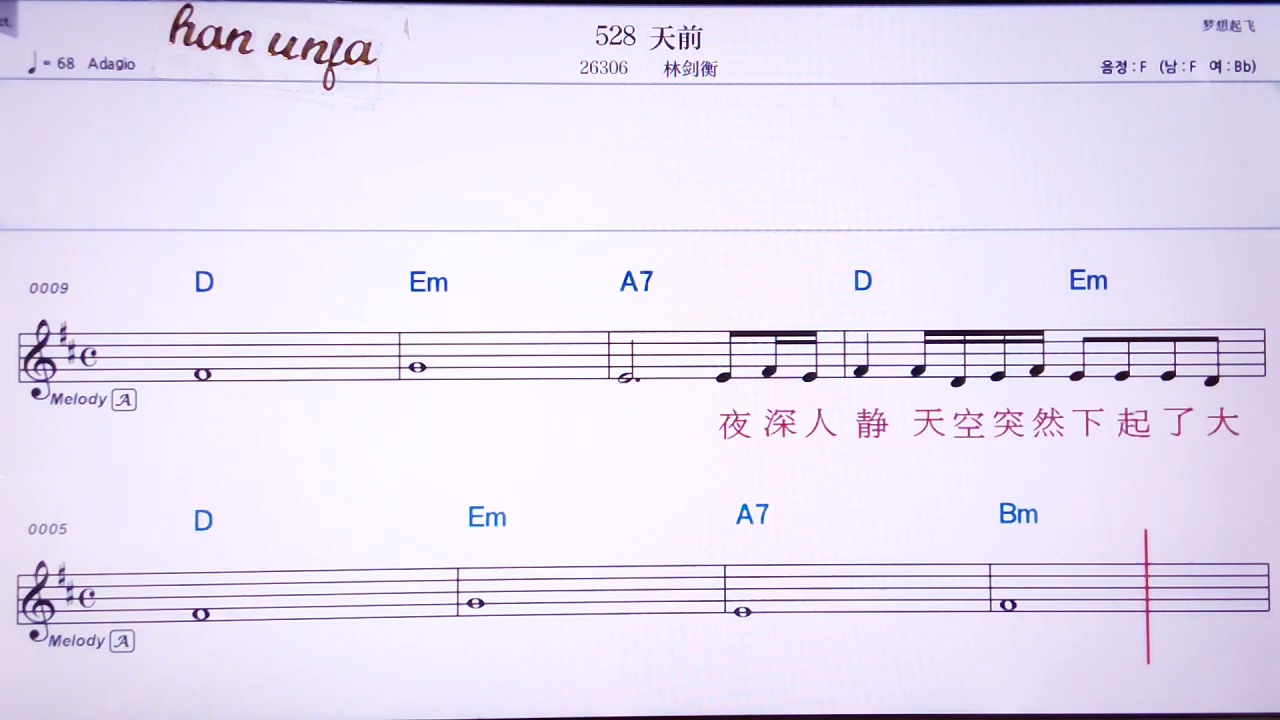 ct.
han unfa
528 天前
梦想起飞
♩= 68 Adagio
26306 林剑衡
음정 : F (남 : F 여 : Bb)
D Em A7 D Em
0009
Melody A
夜深人静 天空突然下起了大
D Em A7 Bm
0005
Melody A